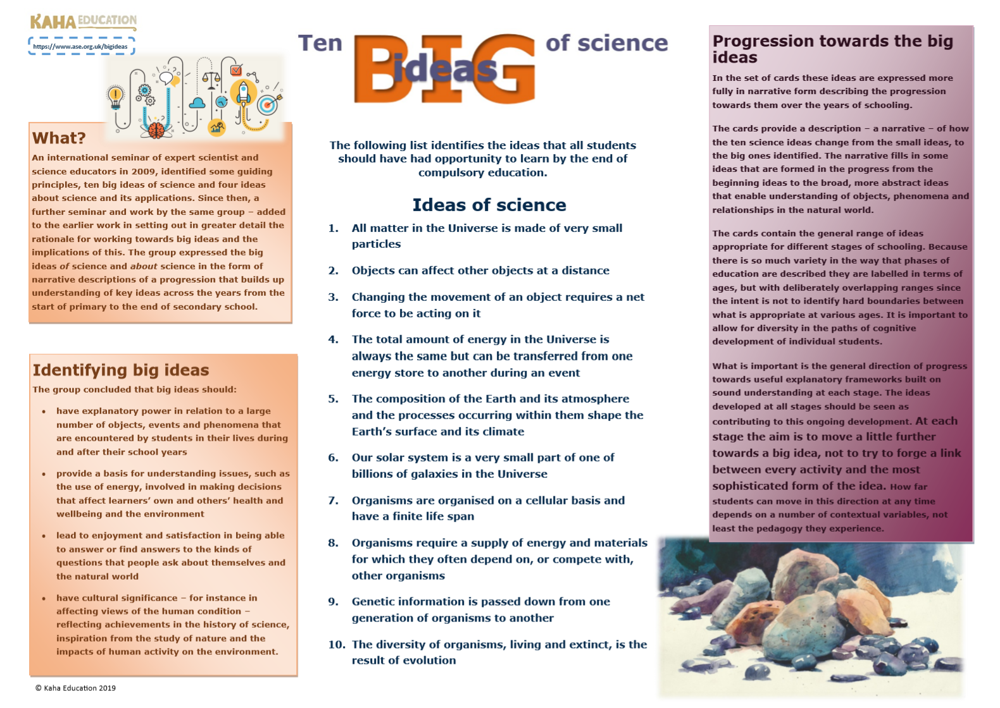 KAHA EDUCATION
https://www.ase.org.uk/bigideas
Ten BIG ideas of science
What?
An international seminar of expert scientist and
science educators in 2009, identified some guiding
principles, ten big ideas of science and four ideas
about science and its applications. Since then, a
further seminar and work by the same group – added
to the earlier work in setting out in greater detail the
rationale for working towards big ideas and the
implications of this. The group expressed the big
ideas of science and about science in the form of
narrative descriptions of a progression that builds up
understanding of key ideas across the years from the
start of primary to the end of secondary school.
Identifying big ideas
The group concluded that big ideas should:
• have explanatory power in relation to a large
number of objects, events and phenomena that
are encountered by students in their lives during
and after their school years
• provide a basis for understanding issues, such as
the use of energy, involved in making decisions
that affect learners’ own and others’ health and
wellbeing and the environment
• lead to enjoyment and satisfaction in being able
to answer or find answers to the kinds of
questions that people ask about themselves and
the natural world
• have cultural significance – for instance in
affecting views of the human condition –
reflecting achievements in the history of science,
inspiration from the study of nature and the
impacts of human activity on the environment.
© Kaha Education 2019
The following list identifies the ideas that all students
should have had opportunity to learn by the end of
compulsory education.
Ideas of science
1. All matter in the Universe is made of very small
particles
2. Objects can affect other objects at a distance
3. Changing the movement of an object requires a net
force to be acting on it
4. The total amount of energy in the Universe is
always the same but can be transferred from one
energy store to another during an event
5. The composition of the Earth and its atmosphere
and the processes occurring within them shape the
Earth’s surface and its climate
6. Our solar system is a very small part of one of
billions of galaxies in the Universe
7. Organisms are organised on a cellular basis and
have a finite life span
8. Organisms require a supply of energy and materials
for which they often depend on, or compete with,
other organisms
9. Genetic information is passed down from one
generation of organisms to another
10. The diversity of organisms, living and extinct, is the
result of evolution
Progression towards the big
ideas
In the set of cards these ideas are expressed more
fully in narrative form describing the progression
towards them over the years of schooling.
The cards provide a description – a narrative – of how
the ten science ideas change from the small ideas, to
the big ones identified. The narrative fills in some
ideas that are formed in the progress from the
beginning ideas to the broad, more abstract ideas
that enable understanding of objects, phenomena and
relationships in the natural world.
The cards contain the general range of ideas
appropriate for different stages of schooling. Because
there is so much variety in the way that phases of
education are described they are labelled in terms of
ages, but with deliberately overlapping ranges since
the intent is not to identify hard boundaries between
what is appropriate at various ages. It is important to
allow for diversity in the paths of cognitive
development of individual students.
What is important is the general direction of progress
towards useful explanatory frameworks built on
sound understanding at each stage. The ideas
developed at all stages should be seen as
contributing to this ongoing development. At each
stage the aim is to move a little further
towards a big idea, not to try to forge a link
between every activity and the most
sophisticated form of the idea. How far
students can move in this direction at any time
depends on a number of contextual variables, not
least the pedagogy they experience.